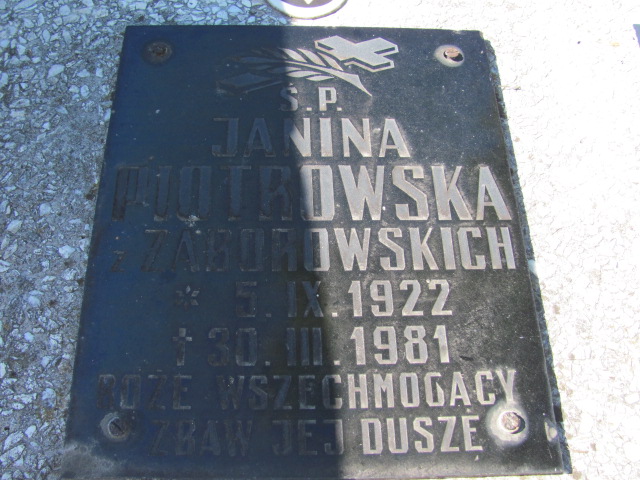 Ś.P.
JANINA
PIOTROWSKA
z ZABOROWSKICH
* 5.IX.1922
† 30.III.1981
BOŻE WSZECHMOGĄCY
ZBAW JEJ DUSZĘ